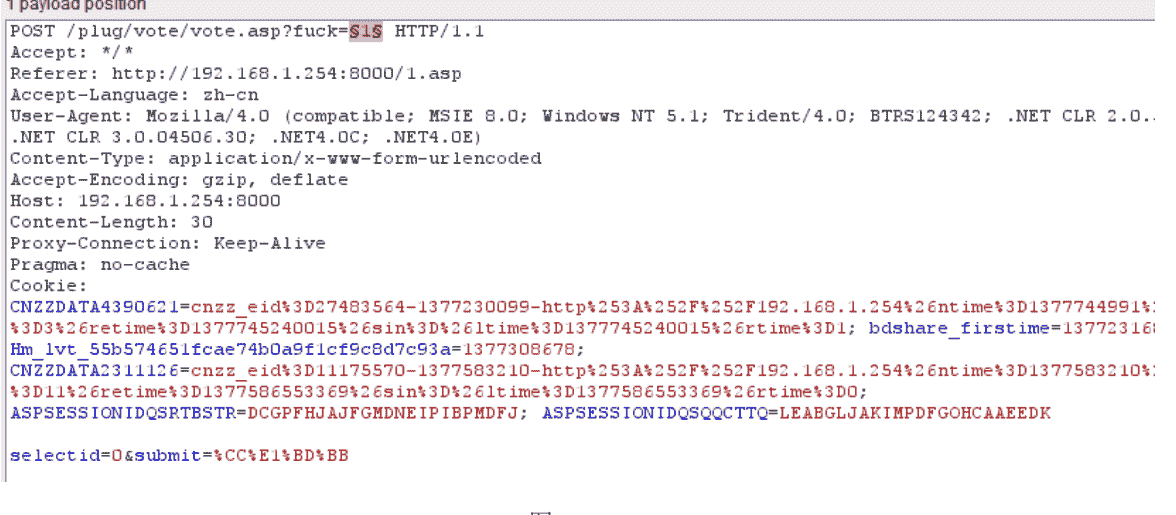 1 payload position
POST /plug/vote/vote.asp?fuck=§1§ HTTP/1.1
Accept: */*
Referer: http://192.168.1.254:8000/1.asp
Accept-Language: zh-cn
User-Agent: Mozilla/4.0 (compatible; MSIE 8.0; Windows NT 5.1; Trident/4.0; BTRS124342; .NET CLR 2.0.
.NET CLR 3.0.04506.30; .NET4.0C; .NET4.0E)
Content-Type: application/x-www-form-urlencoded
Accept-Encoding: gzip, deflate
Host: 192.168.1.254:8000
Content-Length: 30
Proxy-Connection: Keep-Alive
Pragma: no-cache
Cookie:
CNZZDATA4390621=cnzz_eid%3D27483564-1377230099-http%253A%252F%252F192.168.1.254%26ntime%3D1377744991%
%3D3%26retime%3D1377745240015%26sin%3D%26ltime%3D1377745240015%26rtime%3D1; bdshare_firstime=13772316
Hm_lvt_55b574651fcae74b0a9f1cf9c8d7c93a=1377308678;
CNZZDATA2311126=cnzz_eid%3D11175570-1377583210-http%253A%252F%252F192.168.1.254%26ntime%3D1377583210%
%3D11%26retime%3D1377586553369%26sin%3D%26ltime%3D1377586553369%26rtime%3D0;
ASPSESSIONIDQSRTBSTR=DCGPFHJAJFGMDNEIPIBPMDFJ; ASPSESSIONIDQSQQCTTQ=LEABGLJAKIMPDFGOHCAAEEDK
selectid=0&submit=%CC%E1%BD%BB